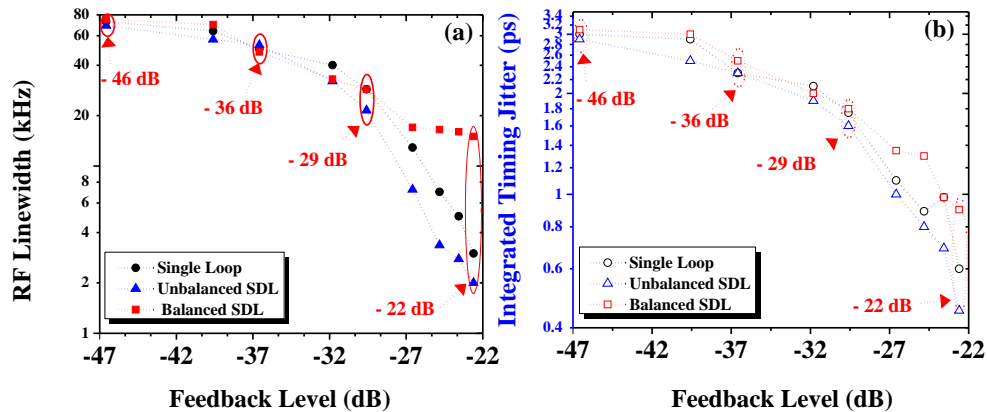 80
60
40
20
8
6
4
2
1
RF Linewidth (kHz)
(a)
- 46 dB
- 36 dB
- 29 dB
- 22 dB
Single Loop
Unbalanced SDL
Balanced SDL
-47
-42
-37
-32
-27
-22
Feedback Level (dB)
3.4
3.2
3
2.8
2.6
2.4
2.2
2
1.8
1.6
1.4
1.2
1
0.8
0.6
0.4
Integrated Timing Jitter (ps)
(b)
- 46 dB
- 36 dB
- 29 dB
- 22 dB
Single Loop
Unbalanced SDL
Balanced SDL
-47
-42
-37
-32
-27
-22
Feedback Level (dB)